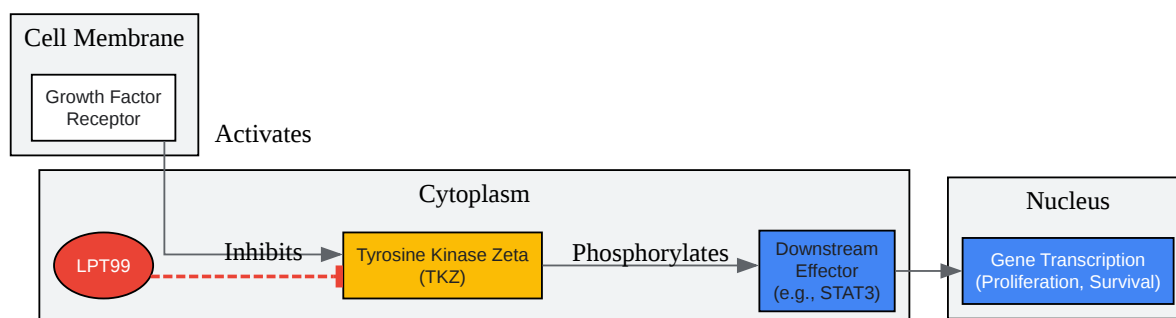 Cell Membrane
Growth Factor
Receptor
Activates
Cytoplasm
LPT99
Inhibits
Tyrosine Kinase Zeta
(TKZ)
Phosphorylates
Downstream
Effector
(e.g., STAT3)
Nucleus
Gene Transcription
(Proliferation, Survival)